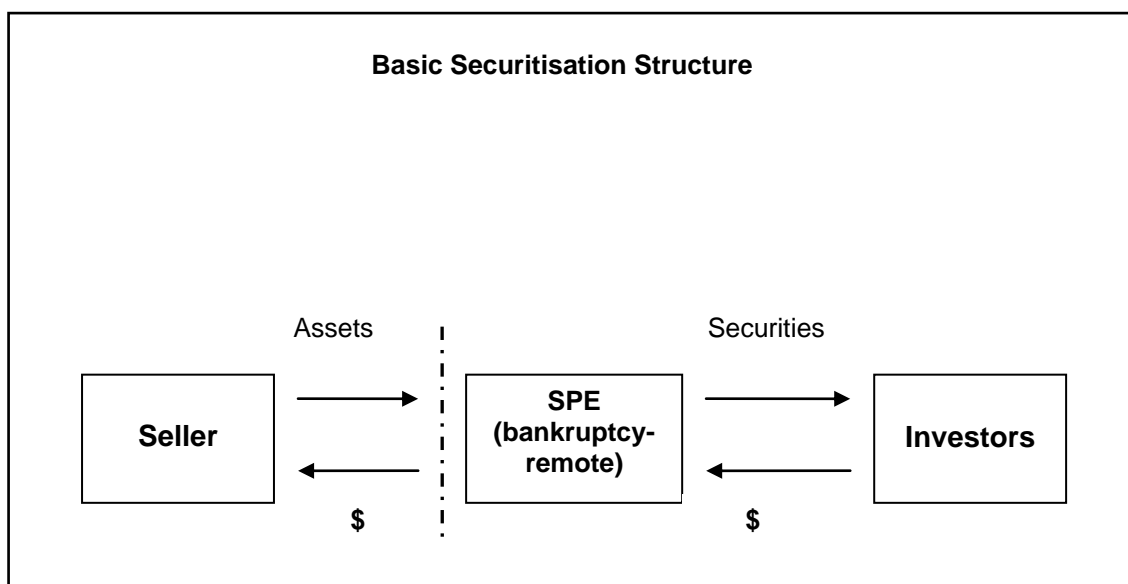 Basic Securitisation Structure
Assets
Securities
Seller
SPE
(bankruptcy-
remote)
Investors
$
$